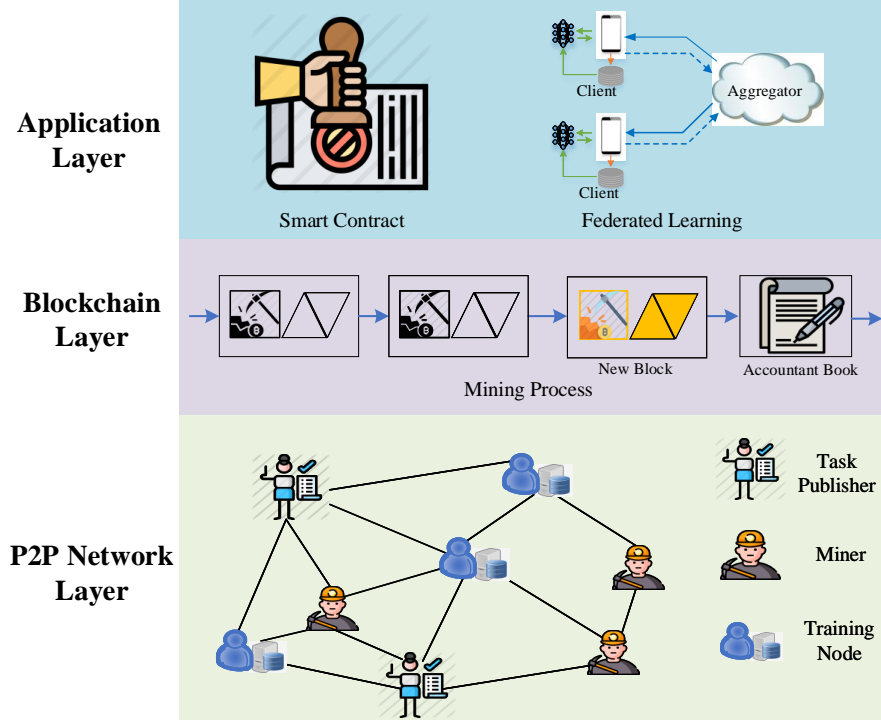 Application
Layer
Smart Contract
Client
Client
Aggregator
Federated Learning
Blockchain
Layer
New Block
Accountant Book
Mining Process
P2P Network
Layer
Task
Publisher
Miner
Training
Node